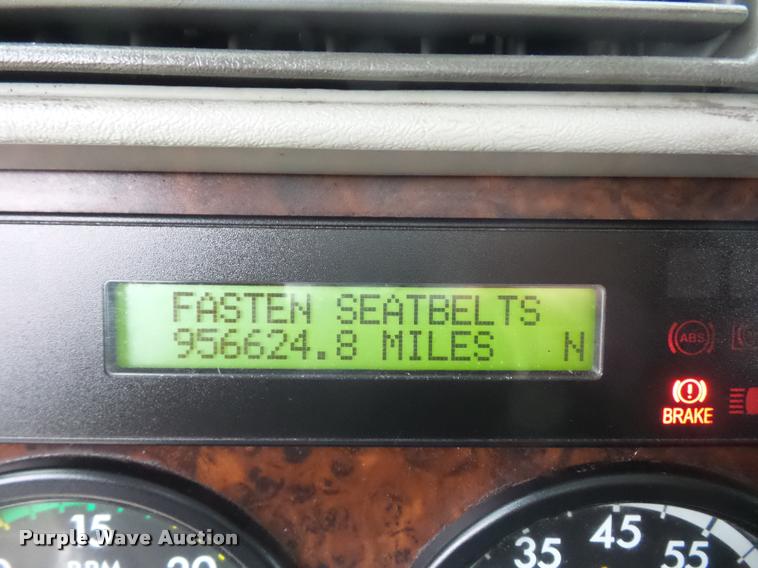 FASTEN SEATBELTS
956624.8 MILES N
ABS
BRAKE
15
20
RPM
35
45
55
Purple Wave Auction